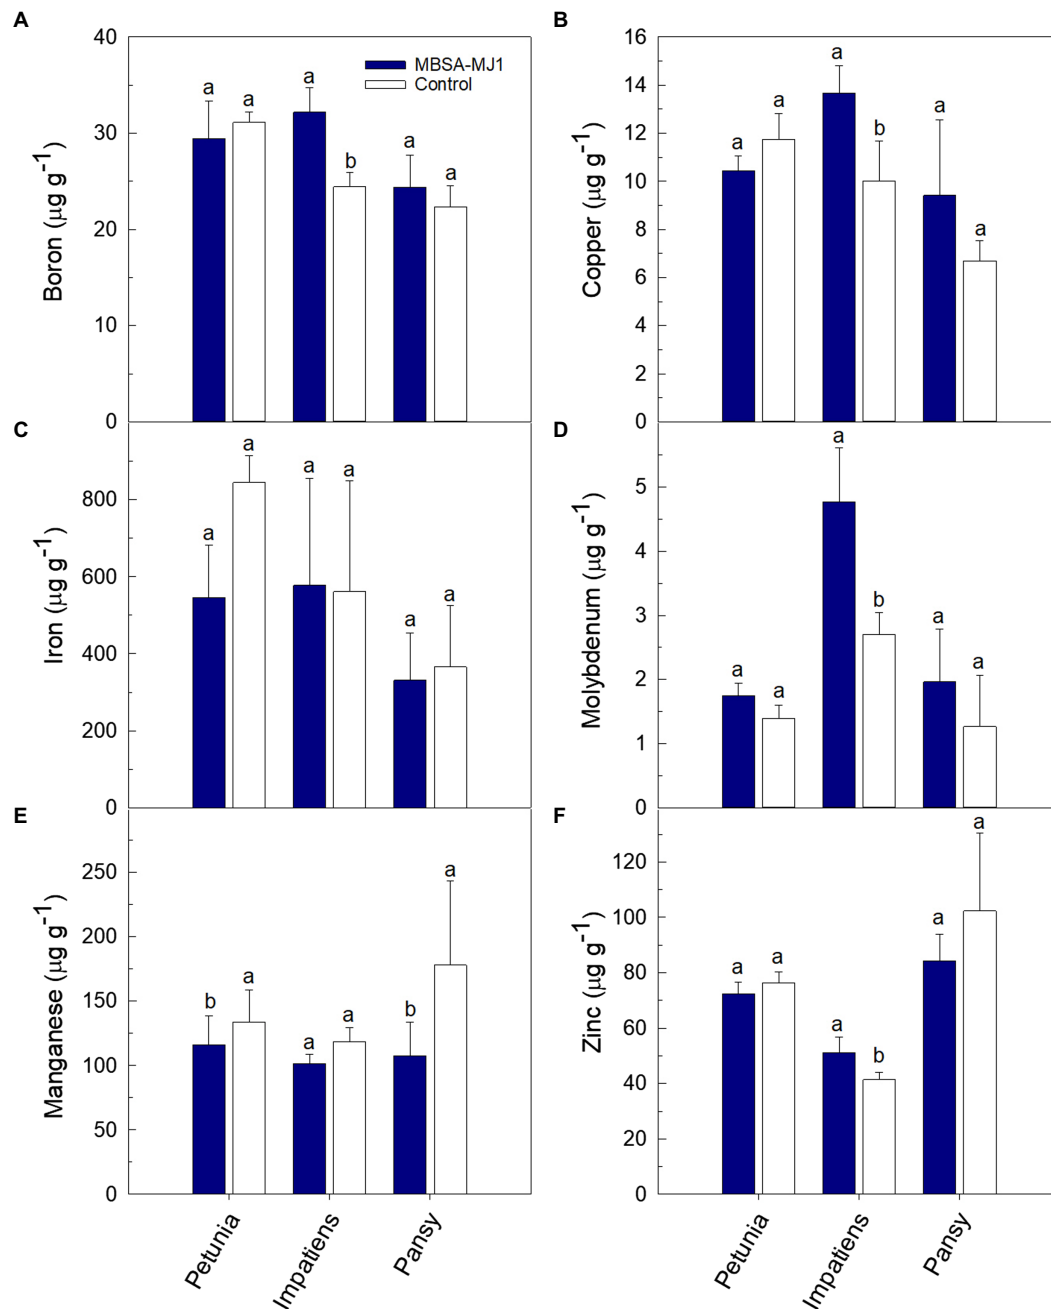 A
B
40
30
20
10
0
Boron (μg g⁻¹)
MBSA-MJ1
Control
a
a
a
b
a
a
16
14
12
10
8
6
4
2
0
Copper (μg g⁻¹)
a
a
a
b
a
a
C
D
800
600
400
200
0
Iron (μg g⁻¹)
a
a
a
a
a
a
5
4
3
2
1
0
Molybdenum (μg g⁻¹)
a
a
a
b
a
a
E
F
250
200
150
100
50
0
Manganese (μg g⁻¹)
b
a
a
a
b
a
Petunia
Impatiens
Pansy
120
100
80
60
40
20
0
Zinc (μg g⁻¹)
a
a
a
b
a
a
Petunia
Impatiens
Pansy